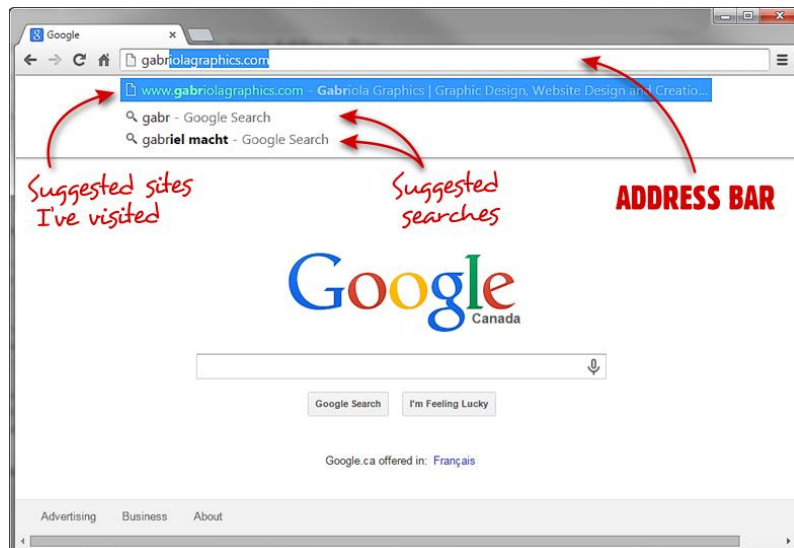 Google
gabriolagraphics.com
www.gabriolagraphics.com - Gabriola Graphics | Graphic Design, Website Design and Creatio...
gabr - Google Search
gabriel macht - Google Search
Suggested sites
I've visited
Suggested
searches
ADDRESS BAR
Google
Canada
Google Search
I'm Feeling Lucky
Google.ca offered in: Français
Advertising
Business
About